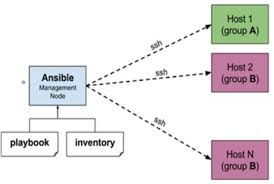 Host 1
(group A)
ssh
Ansible
Management
Node
ssh
Host 2
(group B)
ssh
playbook
inventory
Host N
(group B)